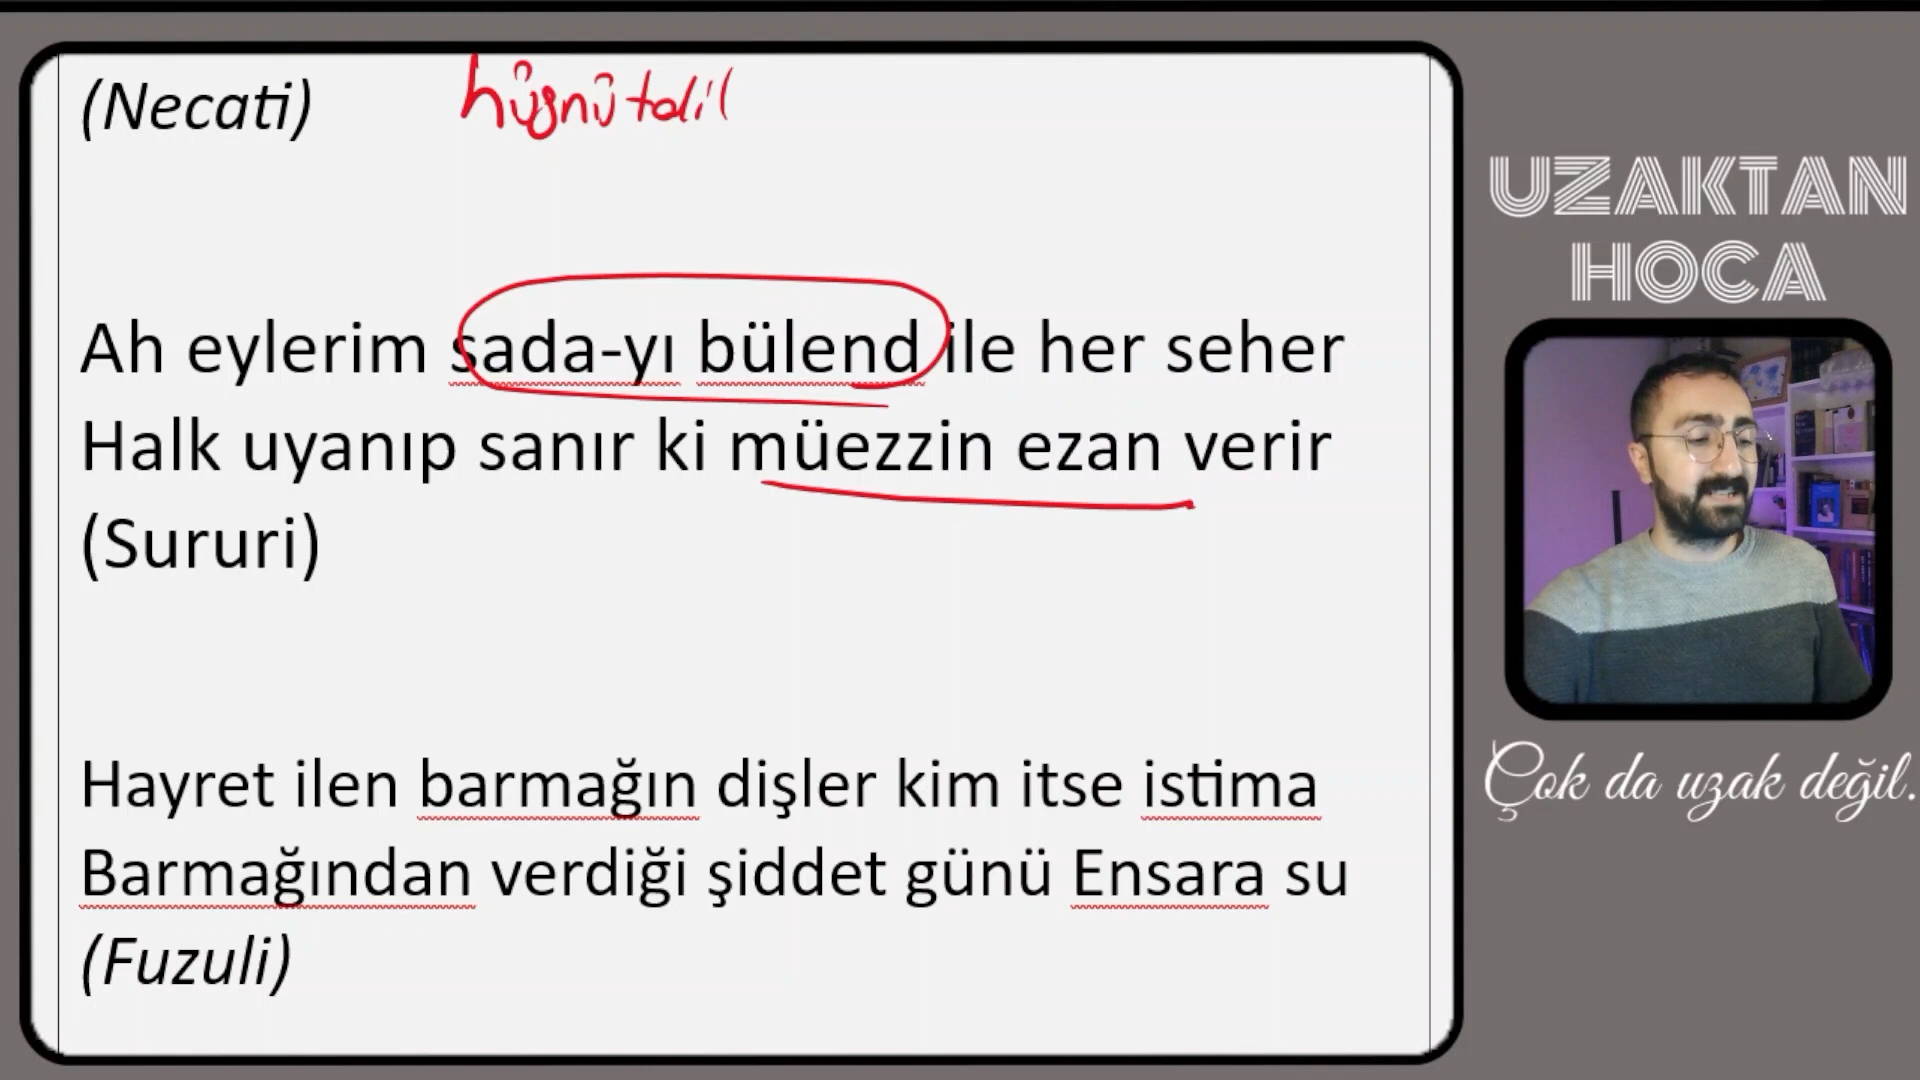 (Necati)
hüsnü talil
Ah eylerim sada-yı bülend ile her seher
Halk uyanıp sanır ki müezzin ezan verir
(Sururi)
Hayret ilen barmağın dişler kim itse istima
Barmağından verdiği şiddet günü Ensara su
(Fuzuli)
UZAKTAN
HOCA
Çok da uzak değil.